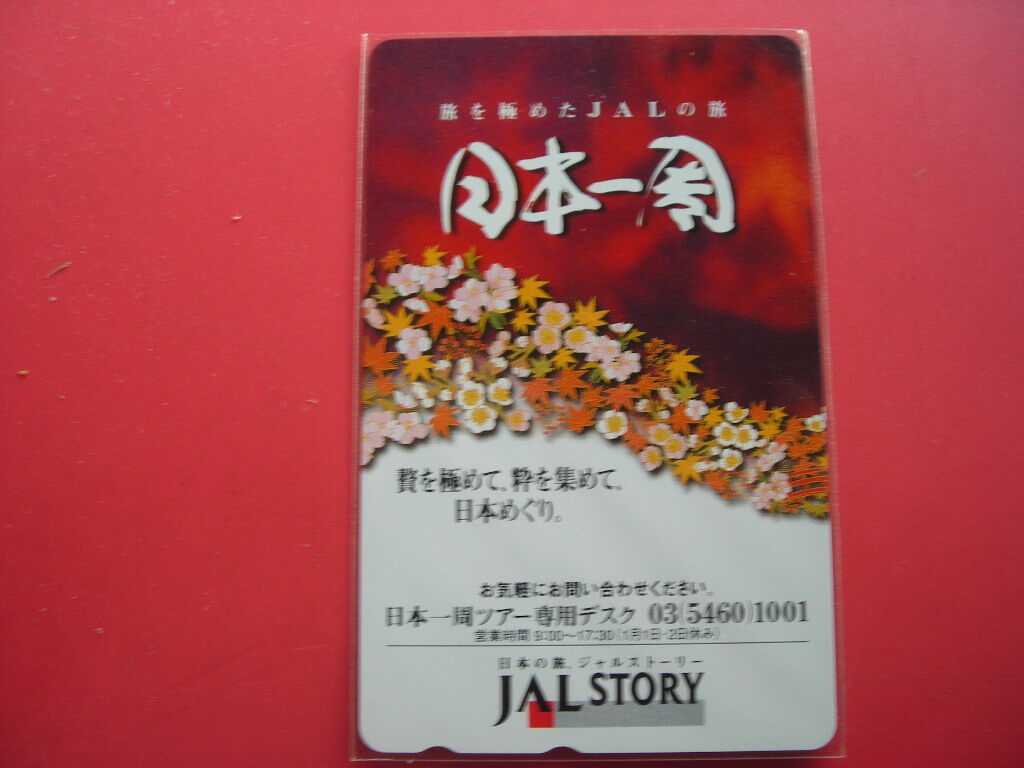 旅を極めたJALの旅
日本一周
贅を極めて、粋を集めて。
日本めぐり。
お気軽にお問い合わせください。
日本一周ツアー専用デスク 03(5460)1001
営業時間 9:00〜17:30(1月1日・2日休み)
日本の旅、ジャルストーリー
JAL STORY